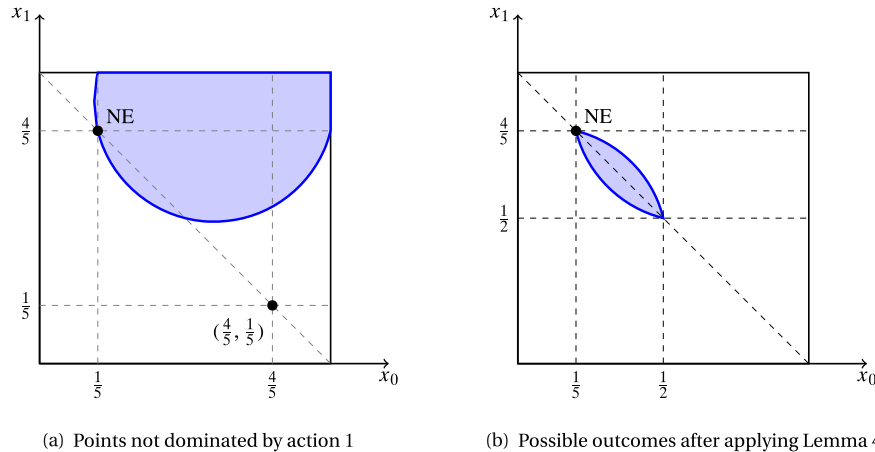 x₁
NE
4/5
1/5
(4/5, 1/5)
1/5
4/5
x₀
(a) Points not dominated by action 1
x₁
NE
4/5
1/2
1/5
1/2
x₀
(b) Possible outcomes after applying Lemma 4